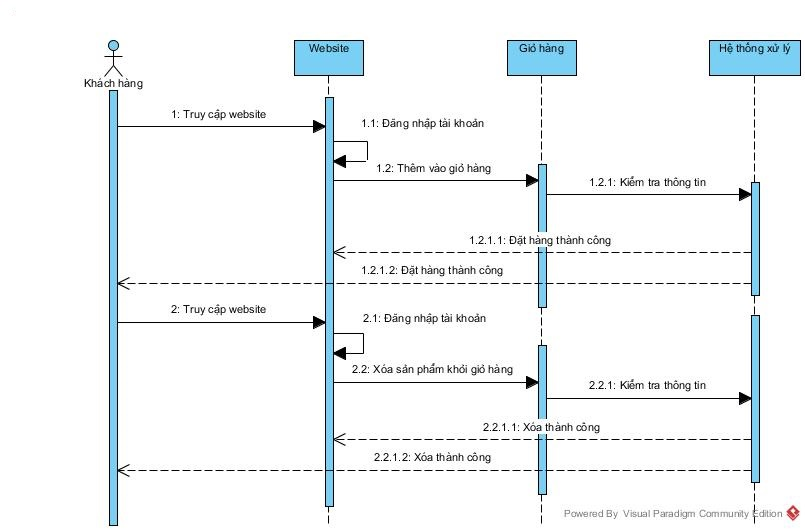 Khách hàng
Website
Giỏ hàng
Hệ thống xử lý
1: Truy cập website
1.1: Đăng nhập tài khoản
1.2: Thêm vào giỏ hàng
1.2.1: Kiểm tra thông tin
1.2.1.1: Đặt hàng thành công
1.2.1.2: Đặt hàng thành công
2: Truy cập website
2.1: Đăng nhập tài khoản
2.2: Xóa sản phẩm khỏi giỏ hàng
2.2.1: Kiểm tra thông tin
2.2.1.1: Xóa thành công
2.2.1.2: Xóa thành công
Powered By Visual Paradigm Community Edition